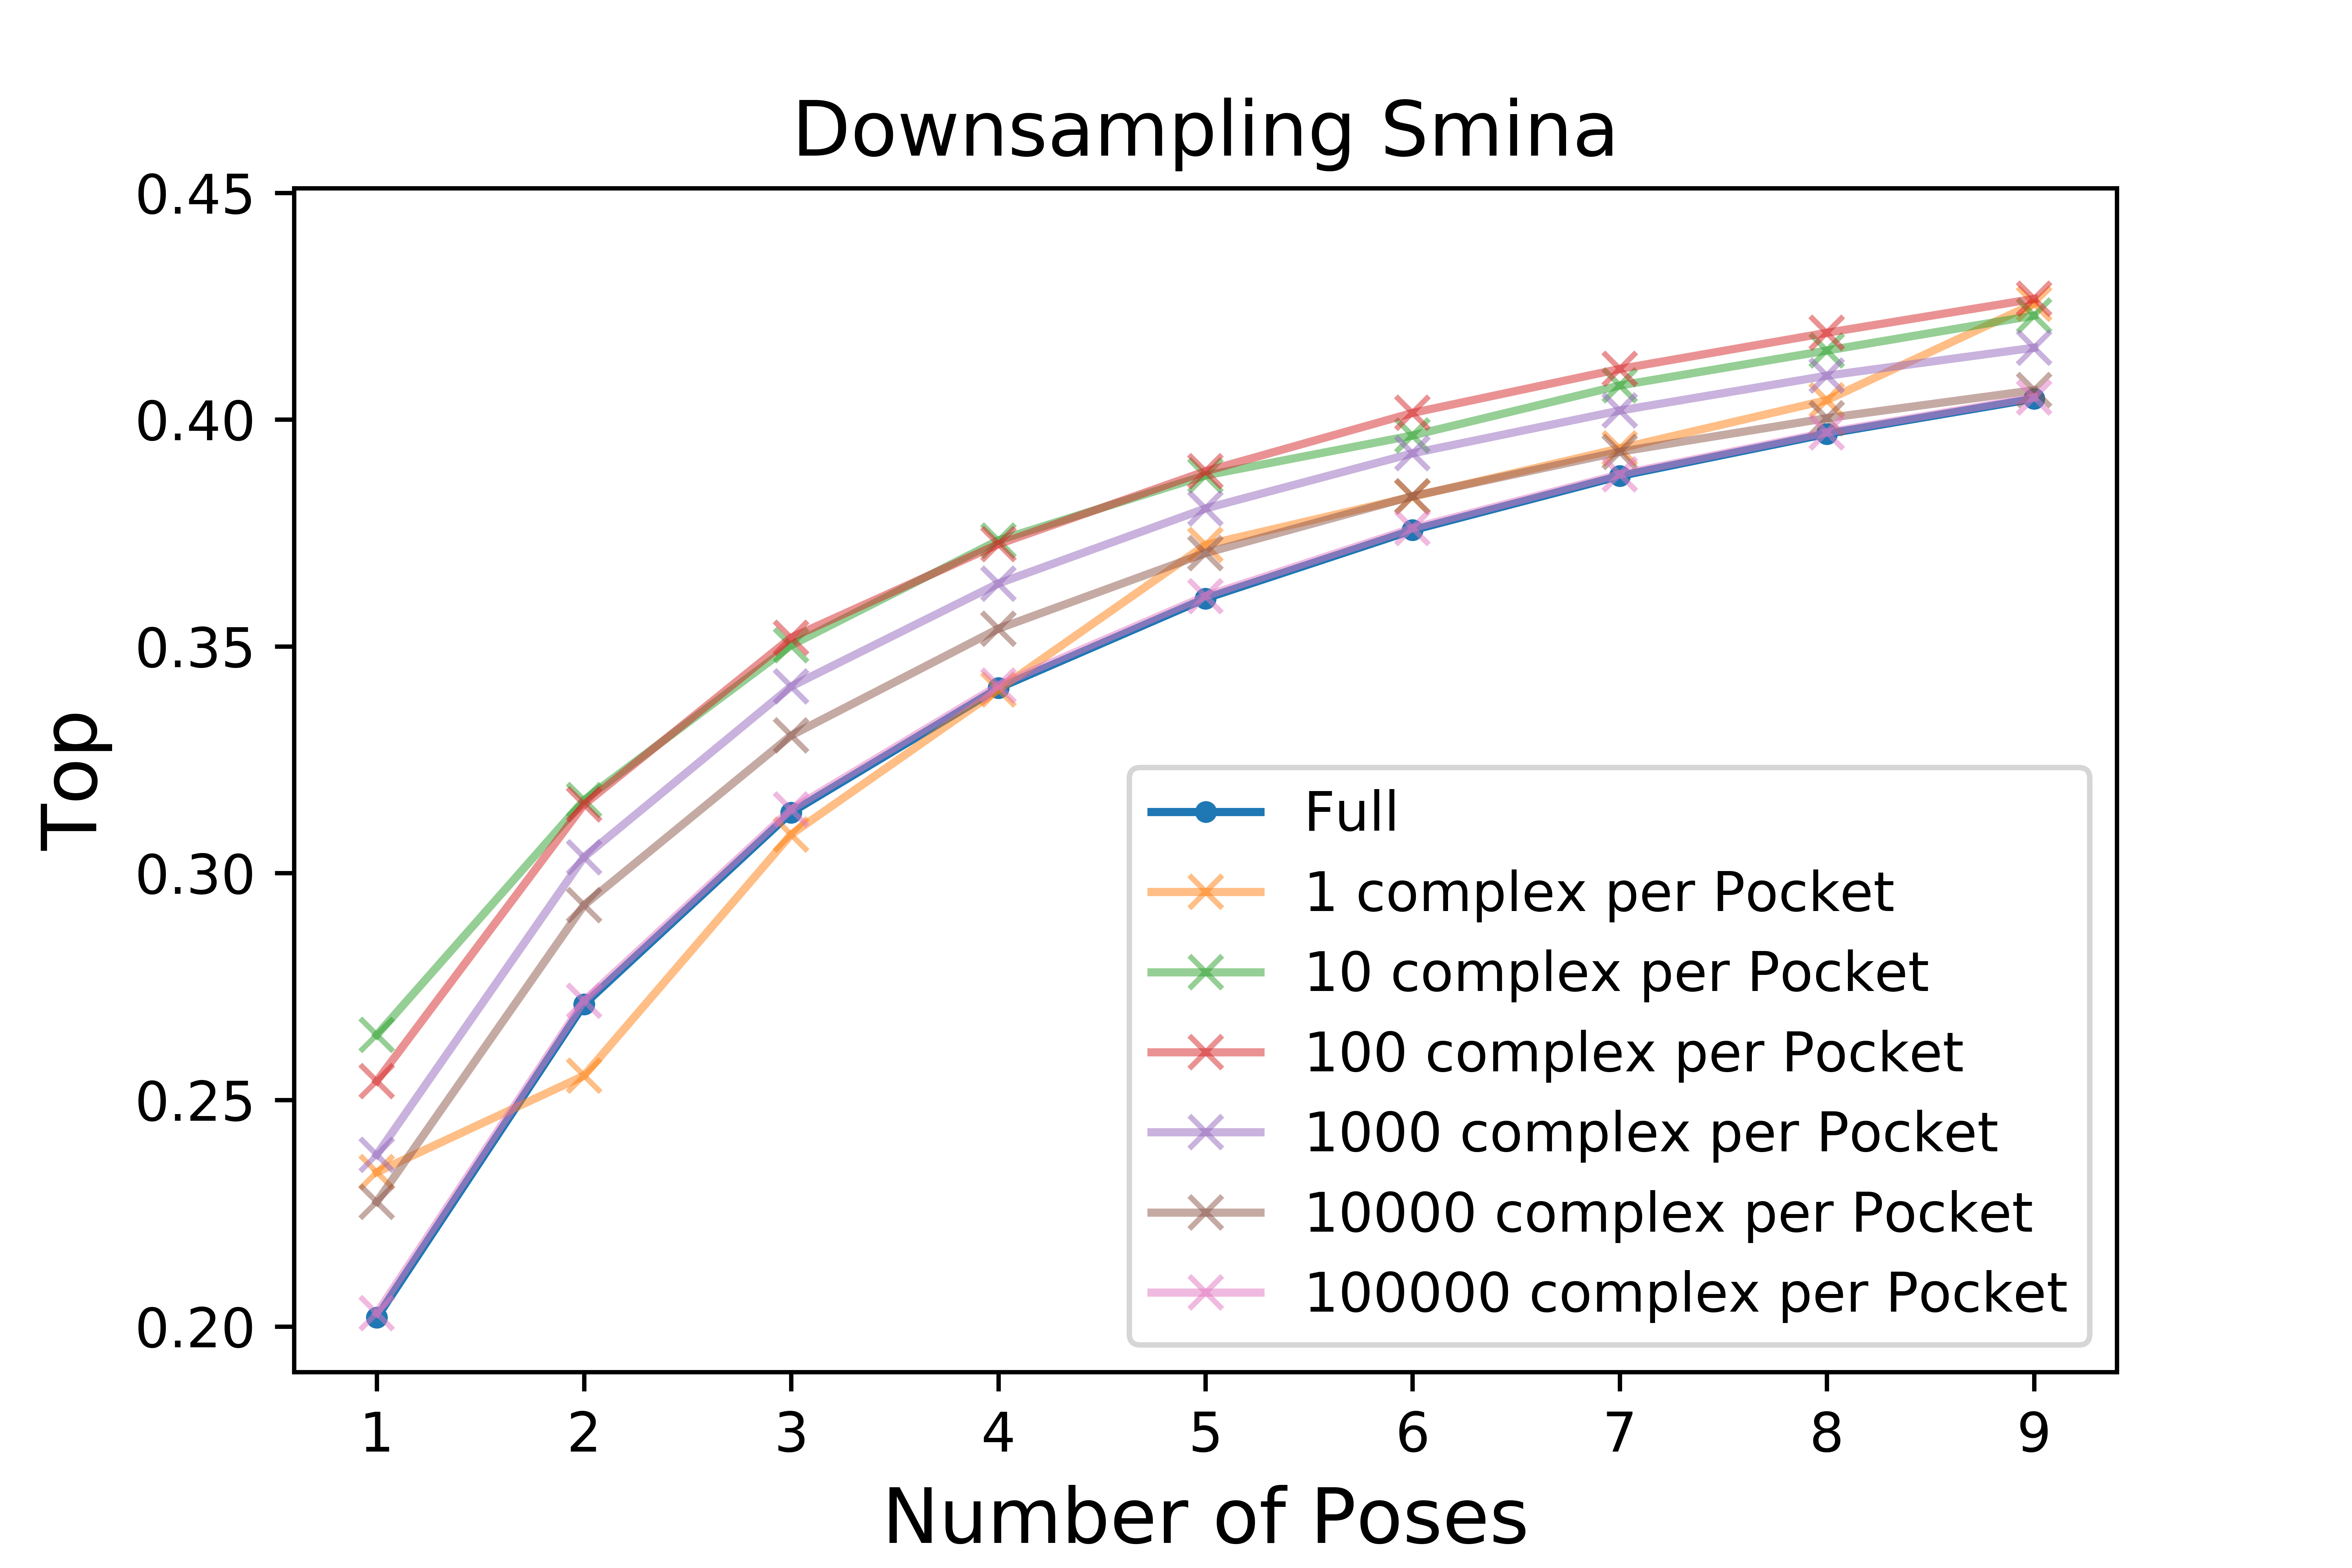 Downsampling Smina
0.45
0.40
0.35
0.30
0.25
0.20
Top
Full
1 complex per Pocket
10 complex per Pocket
100 complex per Pocket
1000 complex per Pocket
10000 complex per Pocket
100000 complex per Pocket
1 2 3 4 5 6 7 8 9
Number of Poses